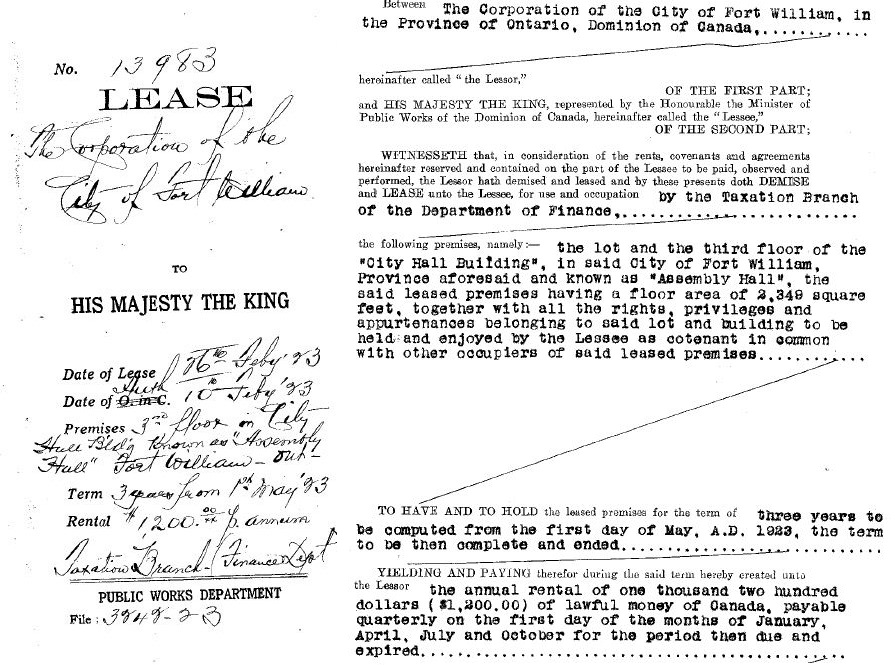 No. 13983
LEASE
The Corporation of the
City of Fort William
TO
HIS MAJESTY THE KING
Date of Lease 26th Feby '23
Date of O. in C. Auth 10th Feby '23
Premises 3rd floor in City
Hall Bldg Known as "Assembly
Hall" Fort William – Ont –
Term 3 years from 1st May '23
Rental $1200.00/xx p. annum
Taxation Branch – Finance Dept
PUBLIC WORKS DEPARTMENT
File: 3848-23
Between The Corporation of the City of Fort William, in
the Province of Ontario, Dominion of Canada,
hereinafter called "the Lessor,"
OF THE FIRST PART;
and HIS MAJESTY THE KING, represented by the Honourable the Minister of
Public Works of the Dominion of Canada, hereinafter called the "Lessee,"
OF THE SECOND PART;
WITNESSETH that, in consideration of the rents, covenants and agreements
hereinafter reserved and contained on the part of the Lessee to be paid, observed and
performed, the Lessor hath demised and leased and by these presents doth DEMISE
and LEASE unto the Lessee, for use and occupation by the Taxation Branch
of the Department of Finance,
the following premises, namely:— the lot and the third floor of the
"City Hall Building", in said City of Fort William,
Province aforesaid and known as "Assembly Hall", the
said leased premises having a floor area of 2,349 square
feet, together with all the rights, privileges and
appurtenances belonging to said lot and building to be
held and enjoyed by the Lessee as cotenant in common
with other occupiers of said leased premises.
TO HAVE AND TO HOLD the leased premises for the term of three years to
be computed from the first day of May, A.D. 1923, the term
to be then complete and ended.
YIELDING AND PAYING therefor during the said term hereby created unto
the Lessor the annual rental of one thousand two hundred
dollars ($1,200.00) of lawful money of Canada, payable
quarterly on the first day of the months of January,
April, July and October for the period then due and
expired.